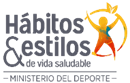 Hábitos
&estilos
de vida saludable
— MINISTERIO DEL DEPORTE —